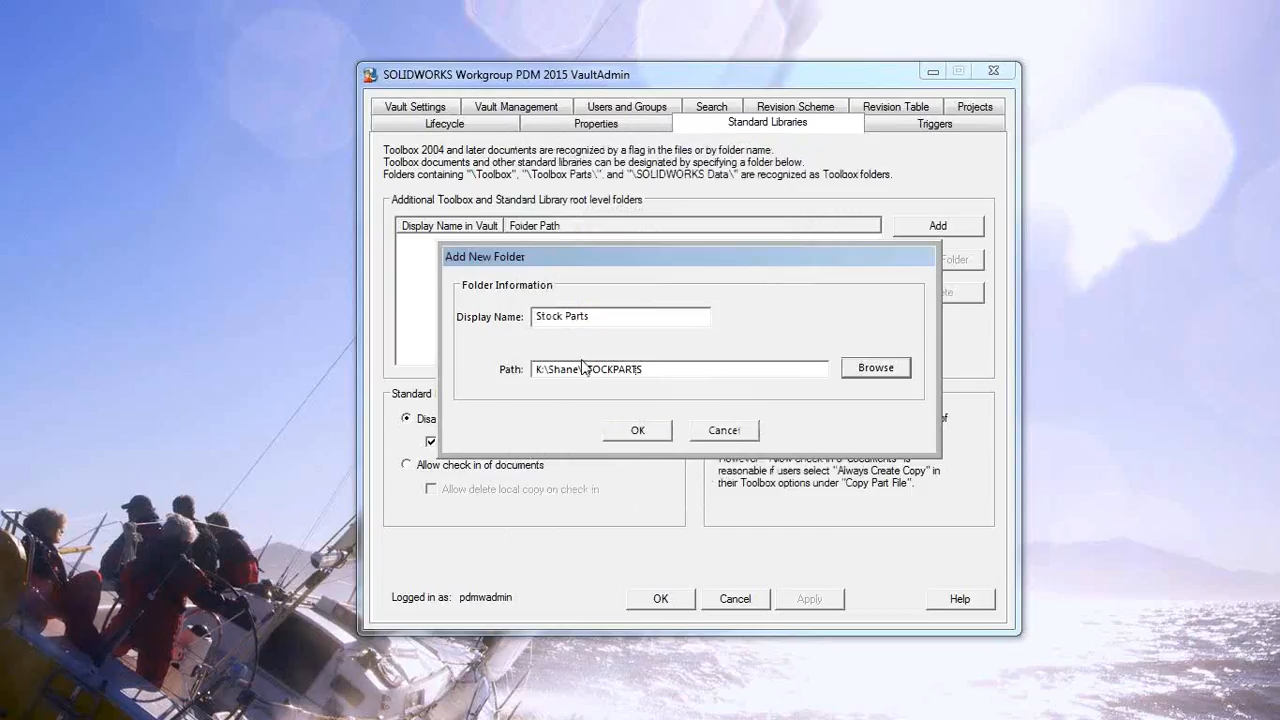 SOLIDWORKS Workgroup PDM 2015 VaultAdmin
Vault Settings Vault Management Users and Groups Search Revision Scheme Revision Table Projects
Lifecycle Properties Standard Libraries Triggers
Toolbox 2004 and later documents are recognized by a flag in the files or by folder name.
Toolbox documents and other standard libraries can be designated by specifying a folder below.
Folders containing "\Toolbox", "\Toolbox Parts\", and "\SOLIDWORKS Data\" are recognized as Toolbox folders.
Additional Toolbox and Standard Library root level folders
Display Name in Vault Folder Path Add
Add New Folder
Folder
Folder Information
Display Name: Stock Parts
Path: K:\Shane\ TOCKPARTS Browse
Standard
Disa
OK Cancel
Allow check in of documents
reasonable if users select "Always Create Copy" in
their Toolbox options under "Copy Part File".
Allow delete local copy on check in
Logged in as: pdmwadmin OK Cancel Apply Help